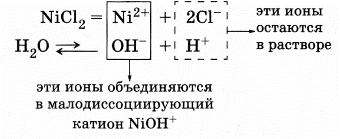 NiCl₂ = Ni²⁺ + 2Cl⁻
H₂O ⇄ OH⁻ + H⁺
эти ионы
остаются
в растворе
эти ионы объединяются
в малодиссоциирующий
катион NiOH⁺